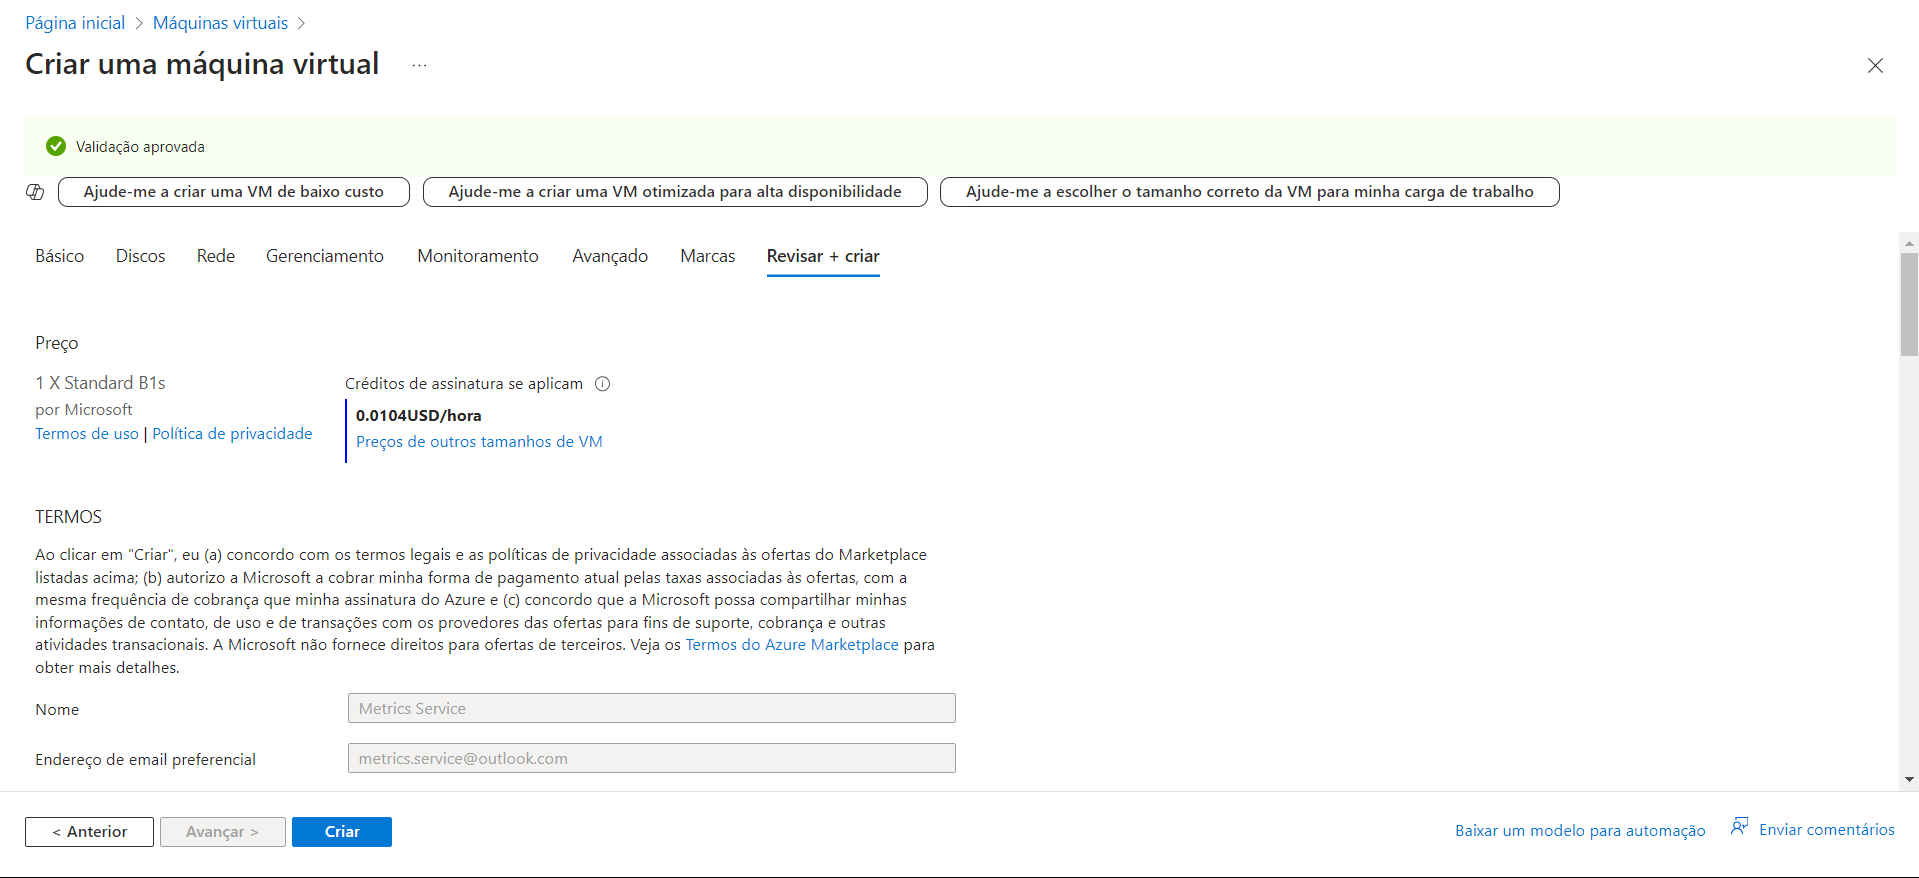 Página inicial > Máquinas virtuais >
Criar uma máquina virtual ...
Validação aprovada
Ajude-me a criar uma VM de baixo custo Ajude-me a criar uma VM otimizada para alta disponibilidade Ajude-me a escolher o tamanho correto da VM para minha carga de trabalho
Básico Discos Rede Gerenciamento Monitoramento Avançado Marcas Revisar + criar
Preço
1 X Standard B1s
por Microsoft
Termos de uso | Política de privacidade
Créditos de assinatura se aplicam
0.0104USD/hora
Preços de outros tamanhos de VM
TERMOS
Ao clicar em "Criar", eu (a) concordo com os termos legais e as políticas de privacidade associadas às ofertas do Marketplace
listadas acima; (b) autorizo a Microsoft a cobrar minha forma de pagamento atual pelas taxas associadas às ofertas, com a
mesma frequência de cobrança que minha assinatura do Azure e (c) concordo que a Microsoft possa compartilhar minhas
informações de contato, de uso e de transações com os provedores das ofertas para fins de suporte, cobrança e outras
atividades transacionais. A Microsoft não fornece direitos para ofertas de terceiros. Veja os Termos do Azure Marketplace para
obter mais detalhes.
Nome Metrics Service
Endereço de email preferencial metrics.service@outlook.com
< Anterior Avançar > Criar Baixar um modelo para automação Enviar comentários